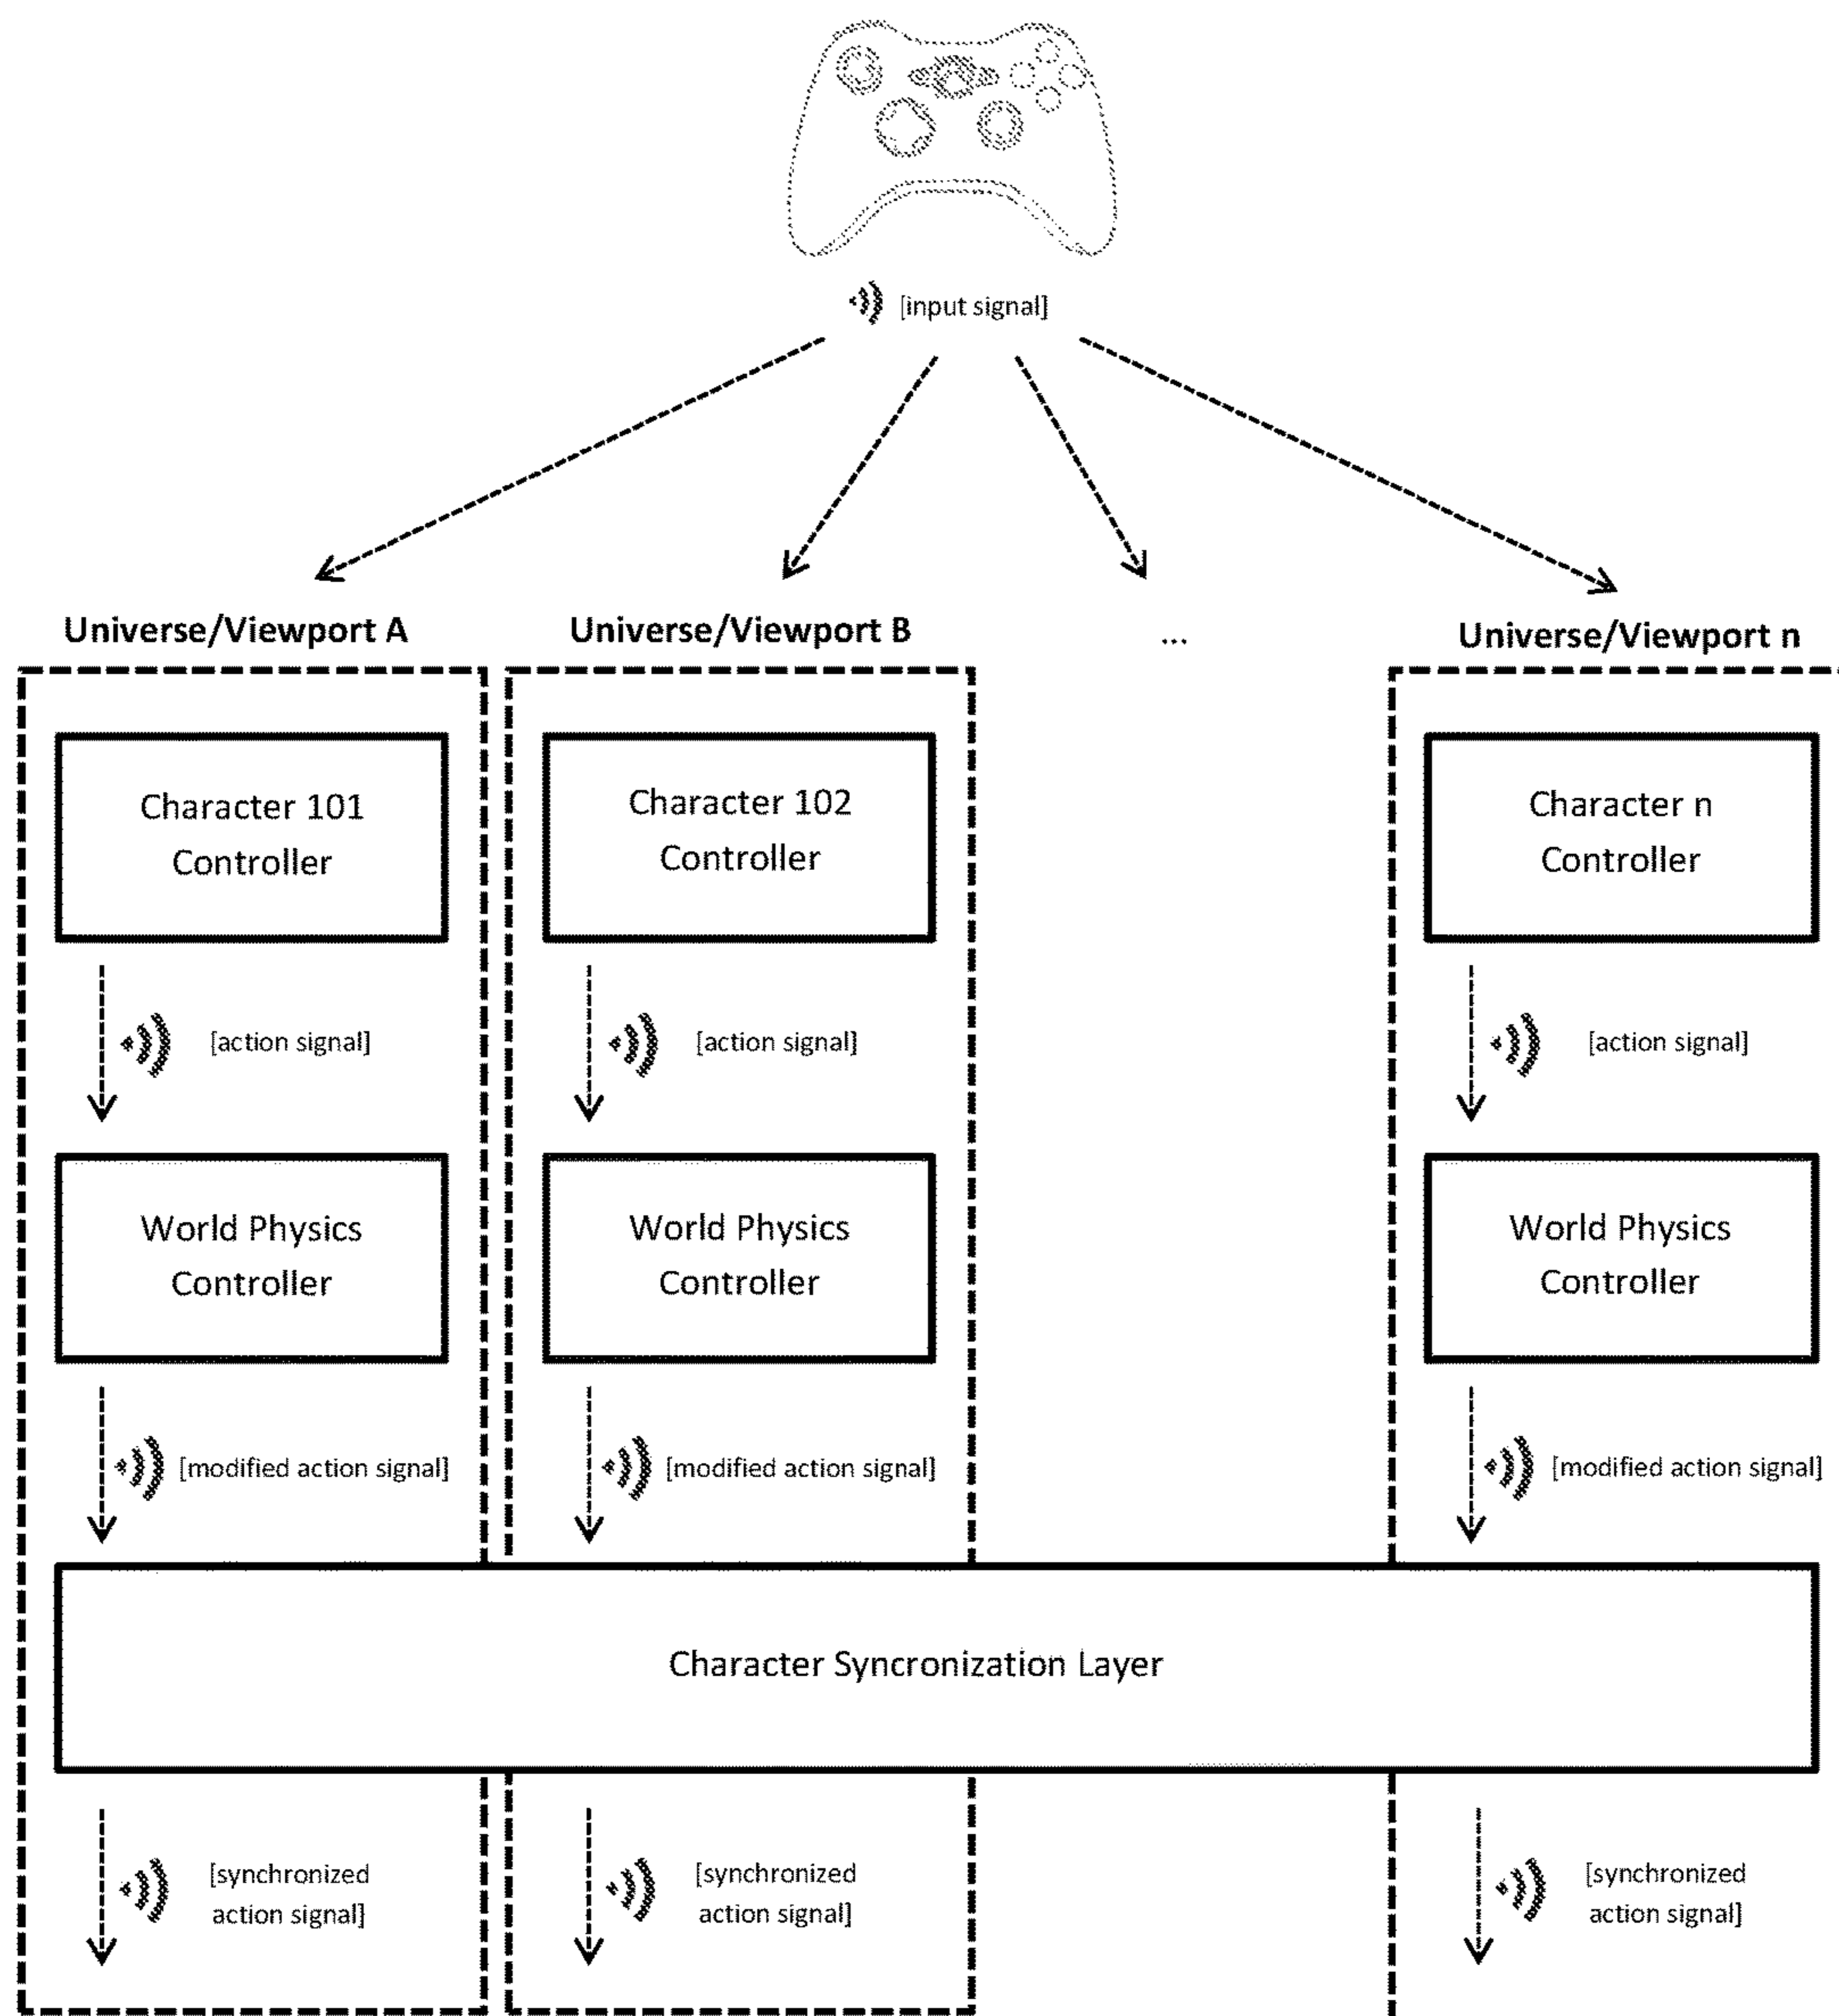 [input signal]
Universe/Viewport A
Universe/Viewport B
...
Universe/Viewport n
Character 101
Controller
Character 102
Controller
Character n
Controller
[action signal]
[action signal]
[action signal]
World Physics
Controller
World Physics
Controller
World Physics
Controller
[modified action signal]
[modified action signal]
[modified action signal]
Character Syncronization Layer
[synchronized
action signal]
[synchronized
action signal]
[synchronized
action signal]